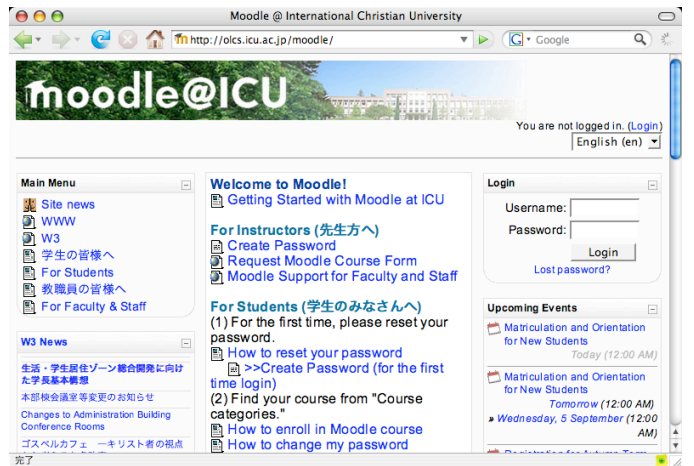 Moodle @ International Christian University
http://olcs.icu.ac.jp/moodle/
Google
moodle@ICU
You are not logged in. (Login)
English (en)
Main Menu
Site news
WWW
W3
学生の皆様へ
For Students
教職員の皆様へ
For Faculty & Staff
W3 News
生活・学生居住ゾーン総合開発に向け
た学長基本構想
本部検会議室等変更のお知らせ
Changes to Administration Building
Conference Rooms
ゴスペルカフェ ーキリスト者の視点
Welcome to Moodle!
Getting Started with Moodle at ICU
For Instructors (先生方へ)
Create Password
Request Moodle Course Form
Moodle Support for Faculty and Staff
For Students (学生のみなさんへ)
(1) For the first time, please reset your
password.
How to reset your password
>>Create Password (for the first
time login)
(2) Find your course from "Course
categories."
How to enroll in Moodle course
How to change my password
Login
Username:
Password:
Login
Lost password?
Upcoming Events
Matriculation and Orientation
for New Students
Today (12:00 AM)
Matriculation and Orientation
for New Students
Tomorrow (12:00 AM)
» Wednesday, 5 September (12:00
AM)
Registration for Autumn Term
完了